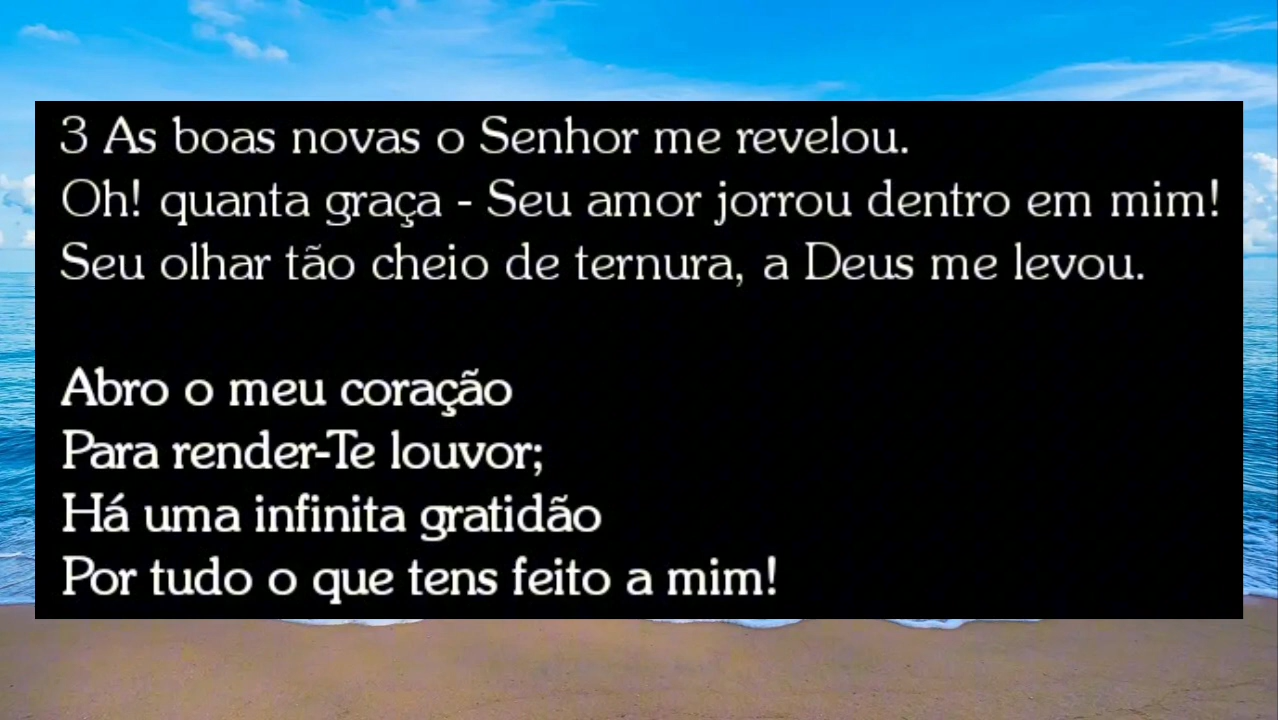 3 As boas novas o Senhor me revelou.
Oh! quanta graça - Seu amor jorrou dentro em mim!
Seu olhar tão cheio de ternura, a Deus me levou.
Abro o meu coração
Para render-Te louvor;
Há uma infinita gratidão
Por tudo o que tens feito a mim!